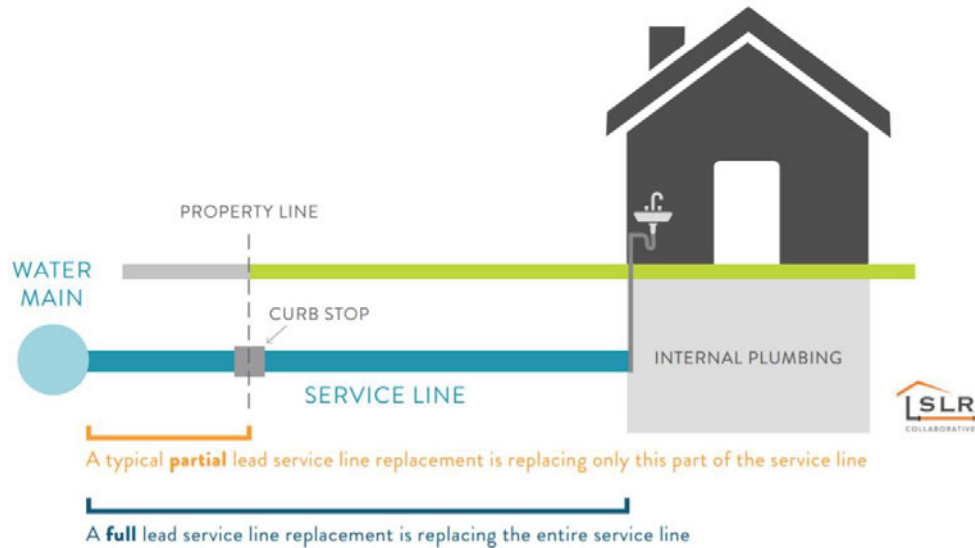 PROPERTY LINE
WATER
MAIN
CURB STOP
INTERNAL PLUMBING
SERVICE LINE
LSLR
COLLABORATIVE
A typical partial lead service line replacement is replacing only this part of the service line
A full lead service line replacement is replacing the entire service line